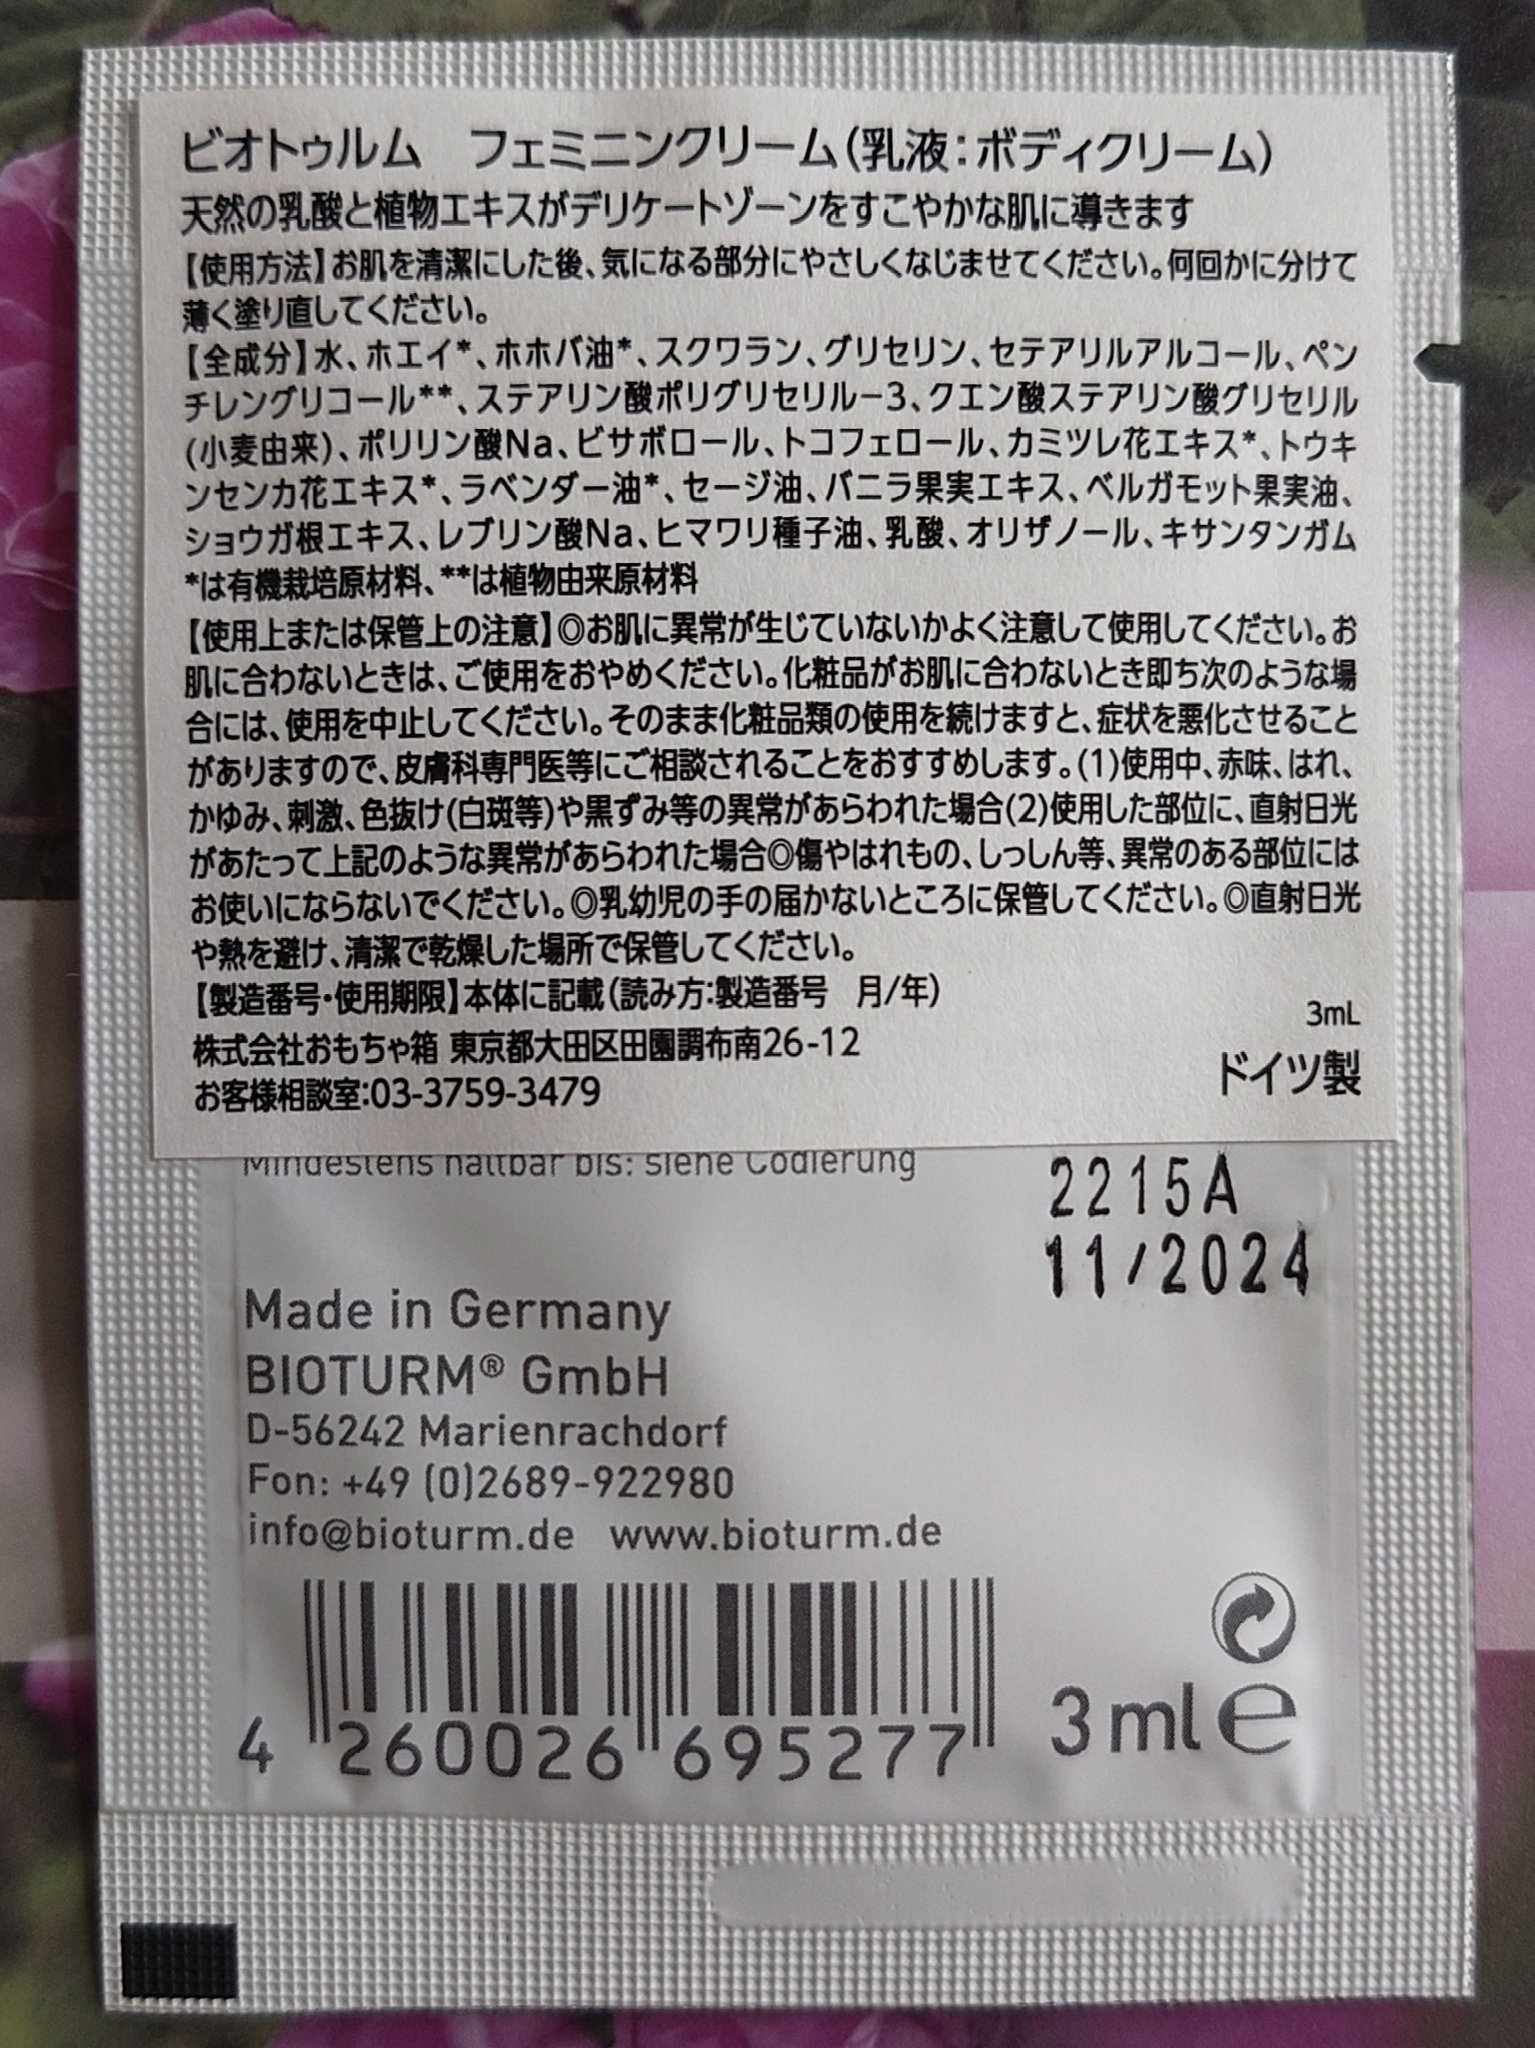 ビオトゥルム　フェミニンクリーム(乳液:ボディクリーム)
天然の乳酸と植物エキスがデリケートゾーンをすこやかな肌に導きます
【使用方法】お肌を清潔にした後、気になる部分にやさしくなじませてください。何回かに分けて
薄く塗り直してください。
【全成分】水、ホエイ*、ホホバ油*、スクワラン、グリセリン、セテアリルアルコール、ペン
チレングリコール**、ステアリン酸ポリグリセリル－3、クエン酸ステアリン酸グリセリル
(小麦由来)、ポリリン酸Na、ビサボロール、トコフェロール、カミツレ花エキス*、トウキ
ンセンカ花エキス*、ラベンダー油*、セージ油、バニラ果実エキス、ベルガモット果実油、
ショウガ根エキス、レブリン酸Na、ヒマワリ種子油、乳酸、オリザノール、キサンタンガム
*は有機栽培原材料、**は植物由来原材料
【使用上または保管上の注意】◎お肌に異常が生じていないかよく注意して使用してください。お
肌に合わないときは、ご使用をおやめください。化粧品がお肌に合わないとき即ち次のような場
合には、使用を中止してください。そのまま化粧品類の使用を続けますと、症状を悪化させること
がありますので、皮膚科専門医等にご相談されることをおすすめします。(1)使用中、赤味、はれ、
かゆみ、刺激、色抜け(白斑等)や黒ずみ等の異常があらわれた場合(2)使用した部位に、直射日光
があたって上記のような異常があらわれた場合◎傷やはれもの、しっしん等、異常のある部位には
お使いにならないでください。◎乳幼児の手の届かないところに保管してください。◎直射日光
や熱を避け、清潔で乾燥した場所で保管してください。
【製造番号・使用期限】本体に記載(読み方:製造番号　月/年)
株式会社おもちゃ箱 東京都大田区田園調布南26-12
お客様相談室:03-3759-3479
3mL
ドイツ製
Mindestens haltbar bis: siehe Codierung
2215A
11/2024
Made in Germany
BIOTURM® GmbH
D-56242 Marienrachdorf
Fon: +49 (0)2689-922980
info@bioturm.de www.bioturm.de
4 260026 695277
3 ml ℮